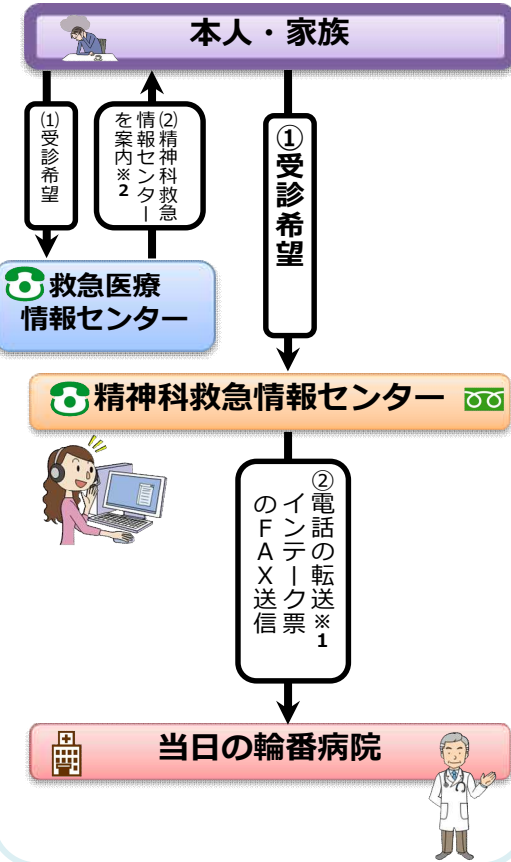 本人・家族
(1)受診希望
(2)精神科救急
情報センター
を案内※2
①受診希望
救急医療
情報センター
精神科救急情報センター
②電話の転送※1
インテーク票
のFAX送信
当日の輪番病院